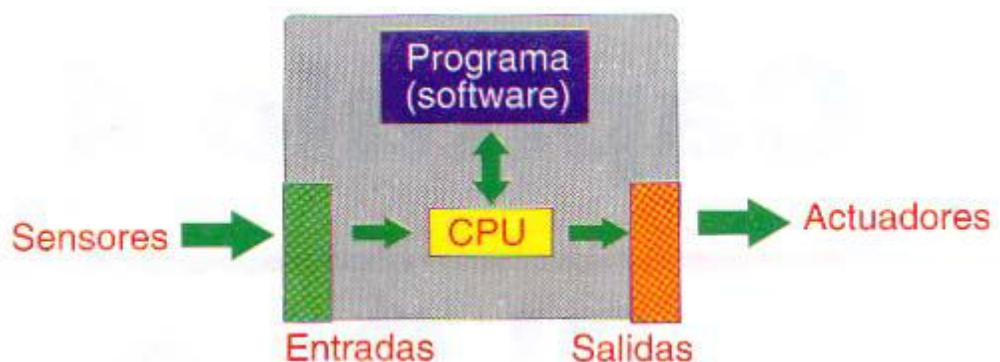 Programa
(software)
Sensores
CPU
Actuadores
Entradas
Salidas